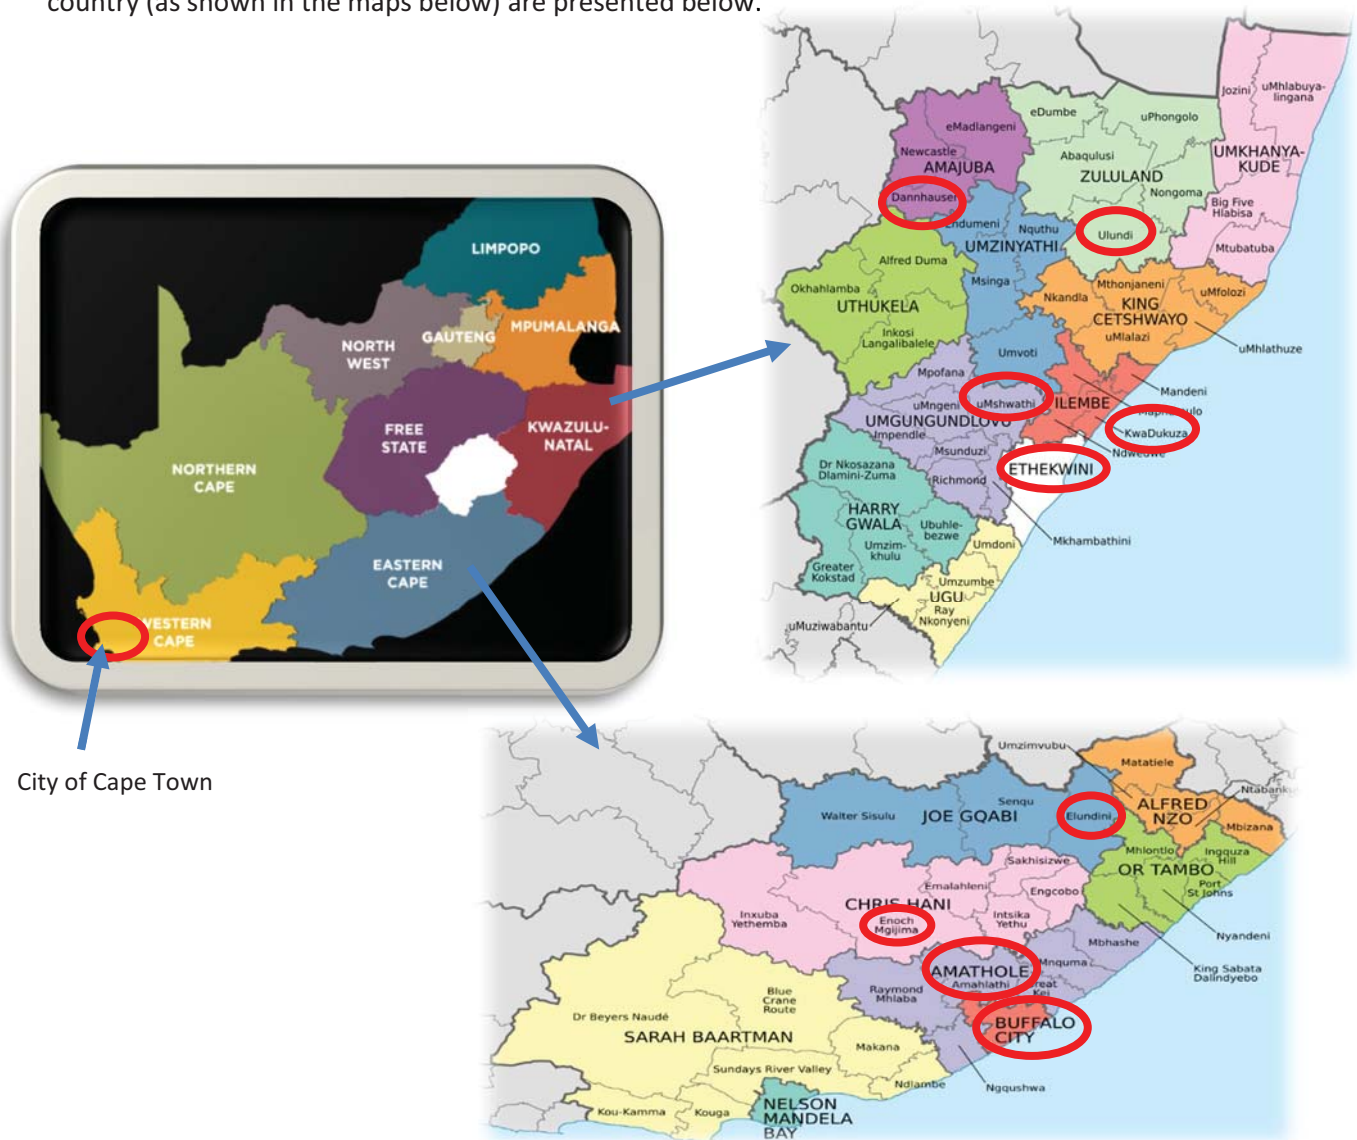 country (as shown in the maps below) are presented below.
LIMPOPO
MPUMALANGA
GAUTENG
NORTH
WEST
FREE
STATE
KWAZULU-
NATAL
NORTHERN
CAPE
EASTERN
CAPE
WESTERN
CAPE
City of Cape Town
Jozini
uMhlabuya-
lingana
eDumbe
uPhongolo
eMadlangeni
Newcastle
AMAJUBA
Abaqulusi
ZULULAND
UMKHANYA-
KUDE
Nongoma
Dannhauser
Big Five
Hlabisa
Endumeni
Nquthu
Ulundi
UMZINYATHI
Mtubatuba
Alfred Duma
Msinga
Mthonjaneni
Okhahlamba
Nkandla
KING
CETSHWAYO
uMfolozi
UTHUKELA
Inkosi
Langalibalele
uMlalazi
uMhlathuze
Umvoti
Mpofana
Mandeni
uMngeni
uMshwathi
ILEMBE
Maphumulo
UMGUNGUNDLOVU
Impendle
KwaDukuza
Msunduzi
Ndwedwe
Dr Nkosazana
Dlamini-Zuma
ETHEKWINI
Richmond
HARRY
GWALA
Ubuhle-
bezwe
Mkhambathini
Umzim-
khulu
Umdoni
Greater
Kokstad
Umzumbe
UGU
Ray
Nkonyeni
uMuziwabantu
Umzimvubu
Matatiele
Ntabanku
Senqu
Walter Sisulu
JOE GQABI
Elundini
ALFRED
NZO
Mbizana
Mhlontlo
Ingquza
Hill
Sakhisizwe
OR TAMBO
Emalahleni
Engcobo
Port
St Johns
CHRIS HANI
Inxuba
Yethemba
Enoch
Mgijima
Intsika
Yethu
Nyandeni
Mbhashe
King Sabata
Dalindyebo
AMATHOLE
Mnquma
Amahlathi
Great
Kei
Raymond
Mhlaba
Blue
Crane
Route
Dr Beyers Naudé
BUFFALO
CITY
SARAH BAARTMAN
Makana
Sundays River Valley
Ndlambe
Ngqushwa
Kou-Kamma
Kouga
NELSON
MANDELA
BAY